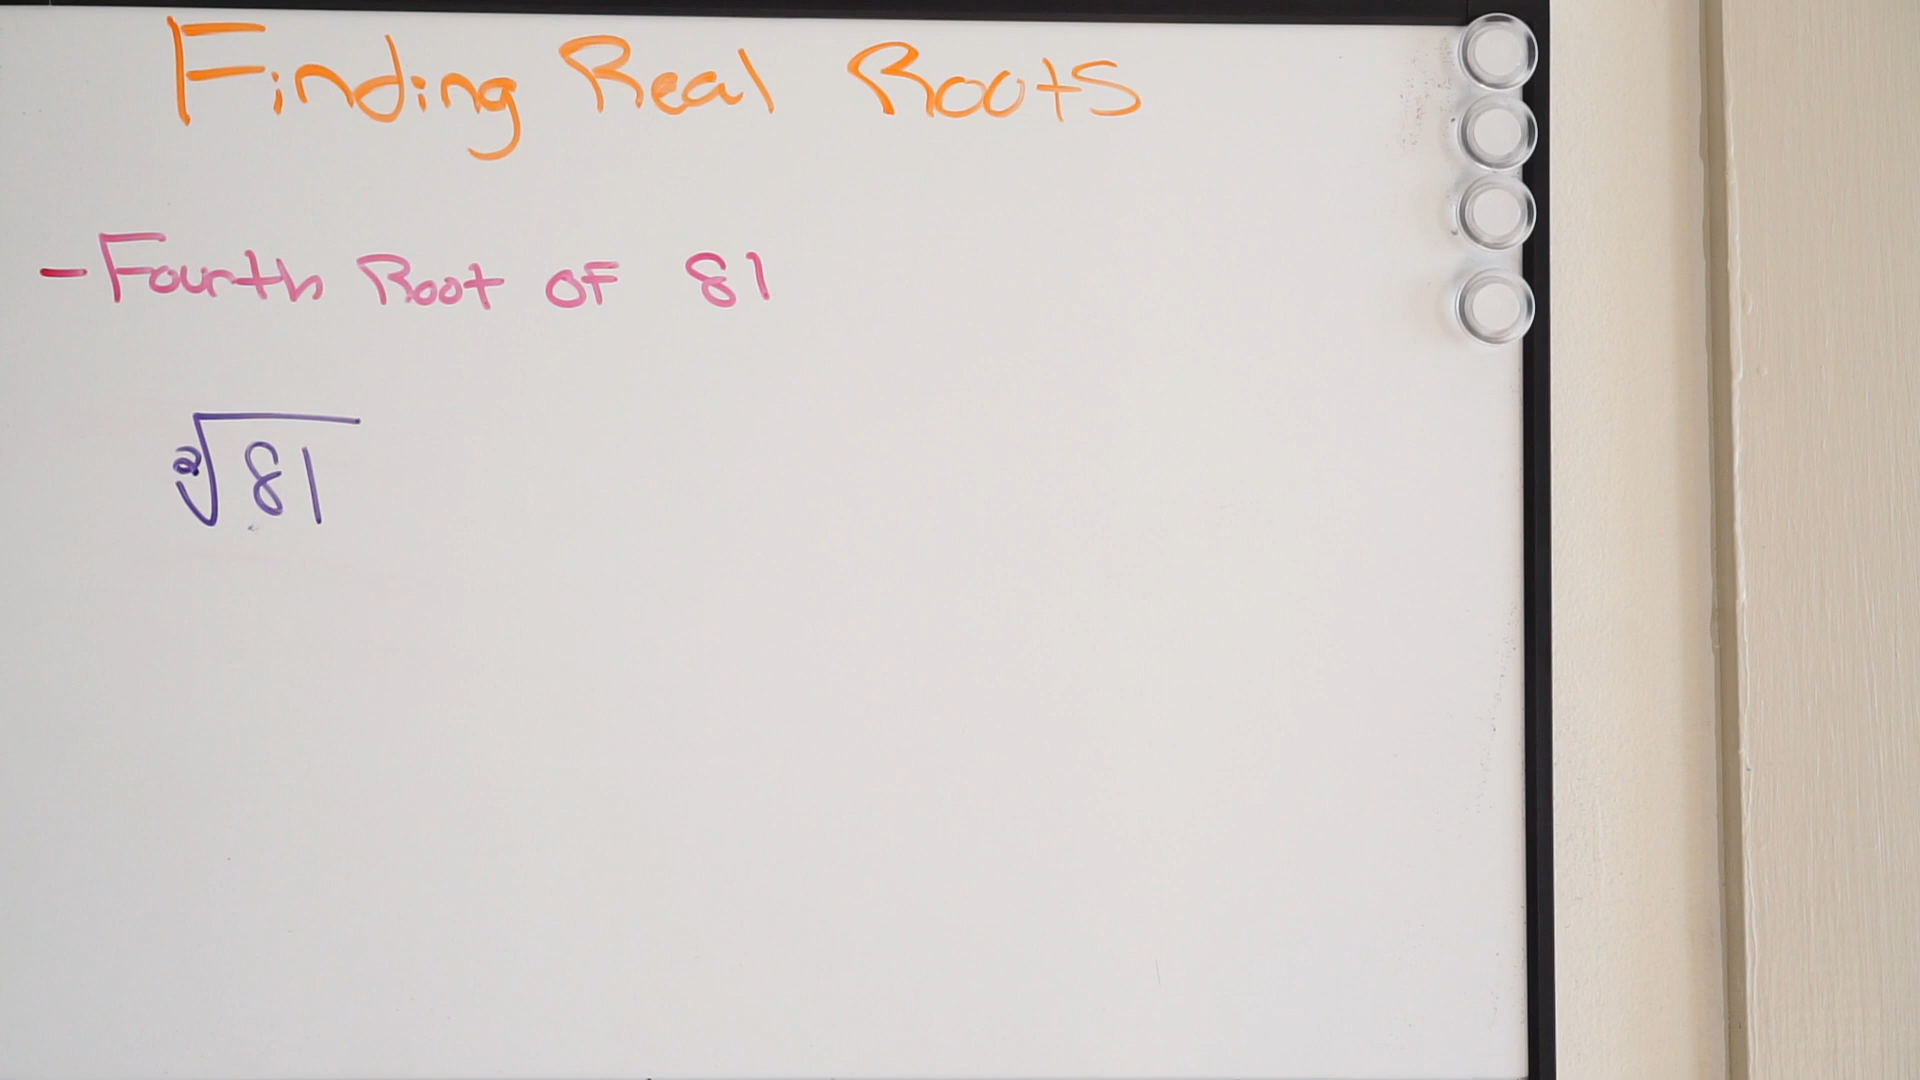 Finding Real Roots
- Fourth Root of 81
²√81